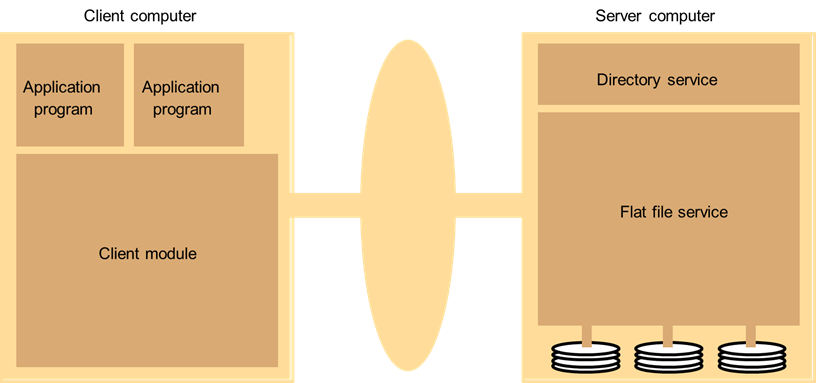 Client computer
Server computer
Application
program
Application
program
Directory service
Flat file service
Client module